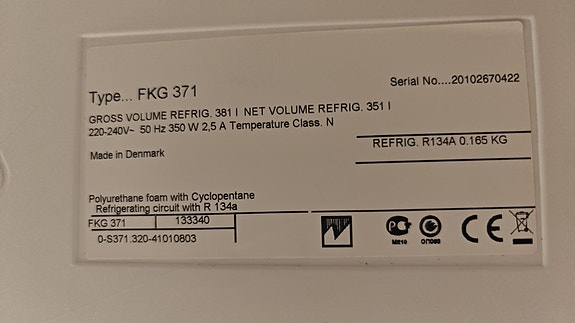 Type... FKG 371
Serial No....20102670422
GROSS VOLUME REFRIG. 381 l NET VOLUME REFRIG. 351 l
220-240V~ 50 Hz 350 W 2,5 A Temperature Class. N
Made in Denmark
REFRIG. R134A 0.165 KG
Polyurethane foam with Cyclopentane
Refrigerating circuit with R 134a
FKG 371 133340
0-S371.320-41010803
CE